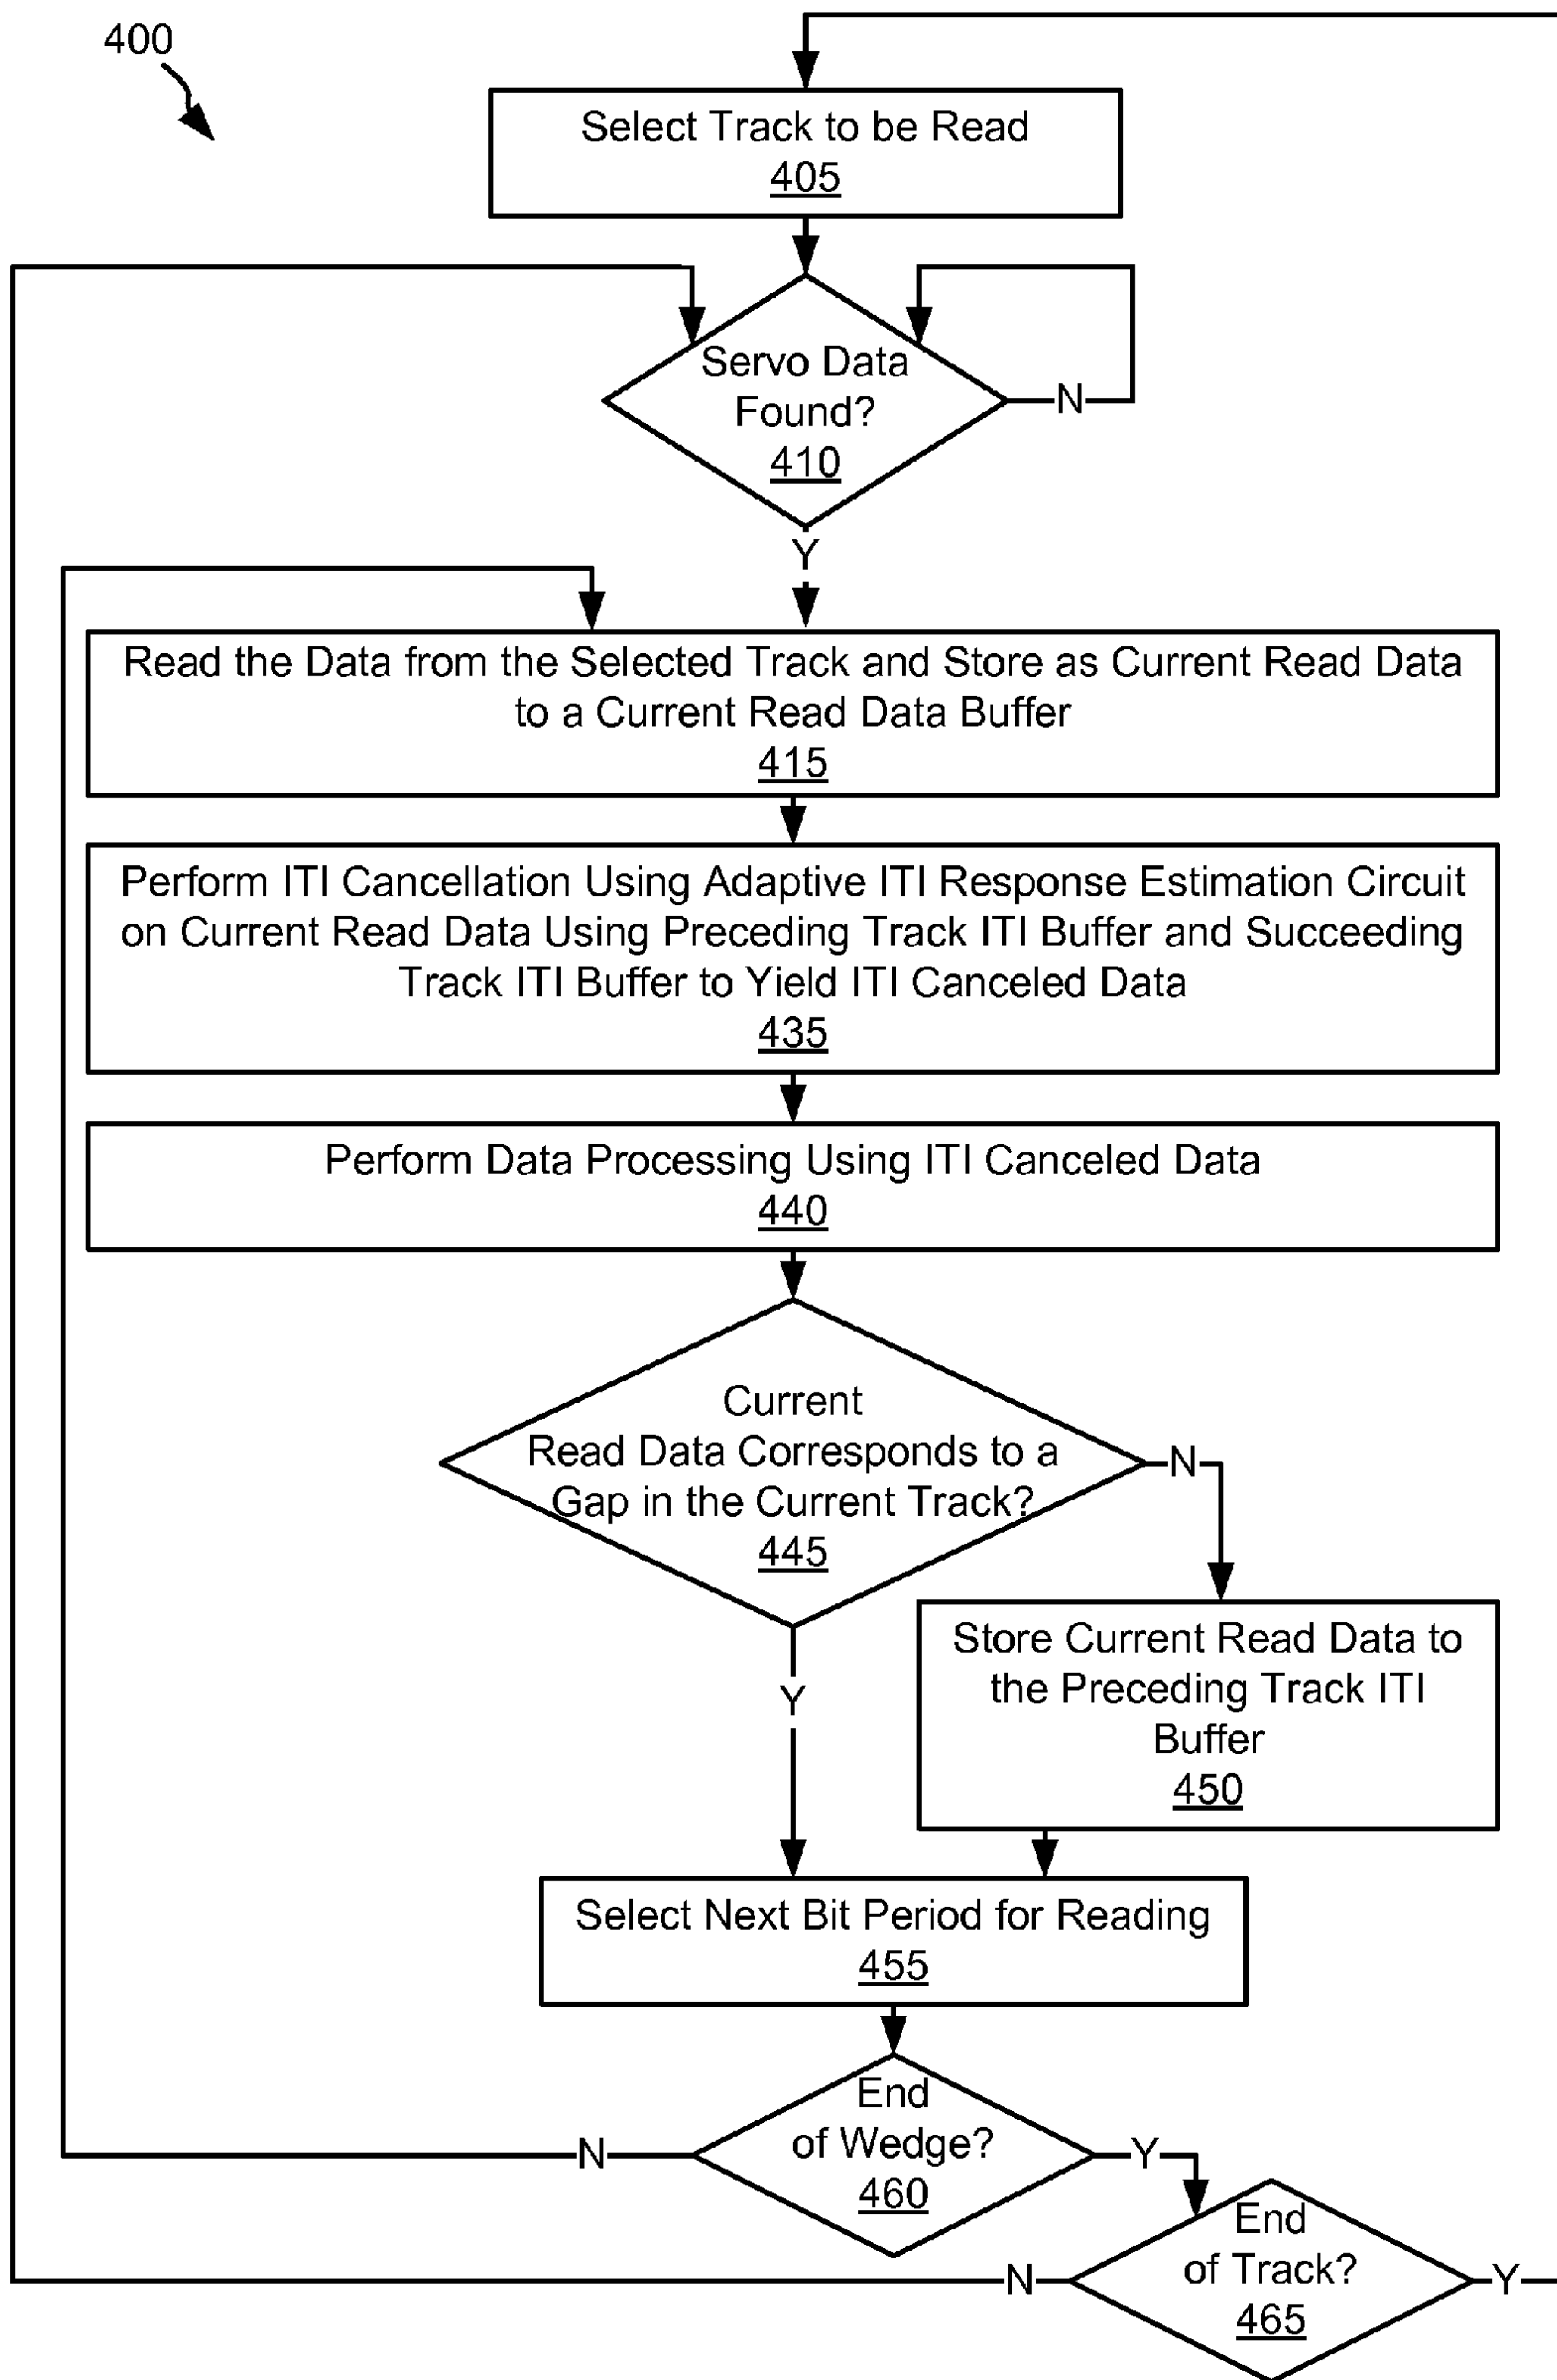 400
Select Track to be Read
405
Servo Data
Found?
410
N
Y
Read the Data from the Selected Track and Store as Current Read Data
to a Current Read Data Buffer
415
Perform ITI Cancellation Using Adaptive ITI Response Estimation Circuit
on Current Read Data Using Preceding Track ITI Buffer and Succeeding
Track ITI Buffer to Yield ITI Canceled Data
435
Perform Data Processing Using ITI Canceled Data
440
Current
Read Data Corresponds to a
Gap in the Current Track?
445
N
Y
Store Current Read Data to
the Preceding Track ITI
Buffer
450
Select Next Bit Period for Reading
455
End
of Wedge?
460
N
Y
End
of Track?
465
N
Y